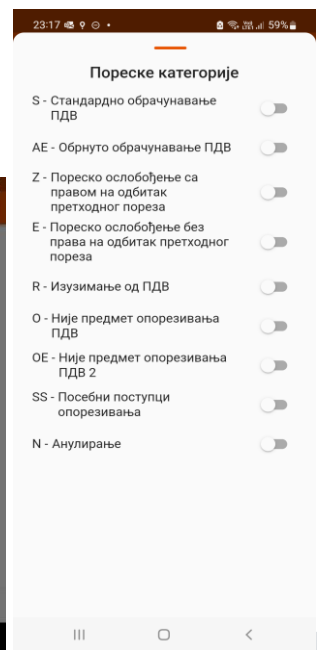 23:17
59%
Пореске категорије
S - Стандардно обрачунавање
ПДВ
AE - Обрнуто обрачунавање ПДВ
Z - Пореско ослобођење са
правом на одбитак
претходног пореза
E - Пореско ослобођење без
права на одбитак претходног
пореза
R - Изузимање од ПДВ
O - Није предмет опорезивања
ПДВ
OE - Није предмет опорезивања
ПДВ 2
SS - Посебни поступци
опорезивања
N - Анулирање